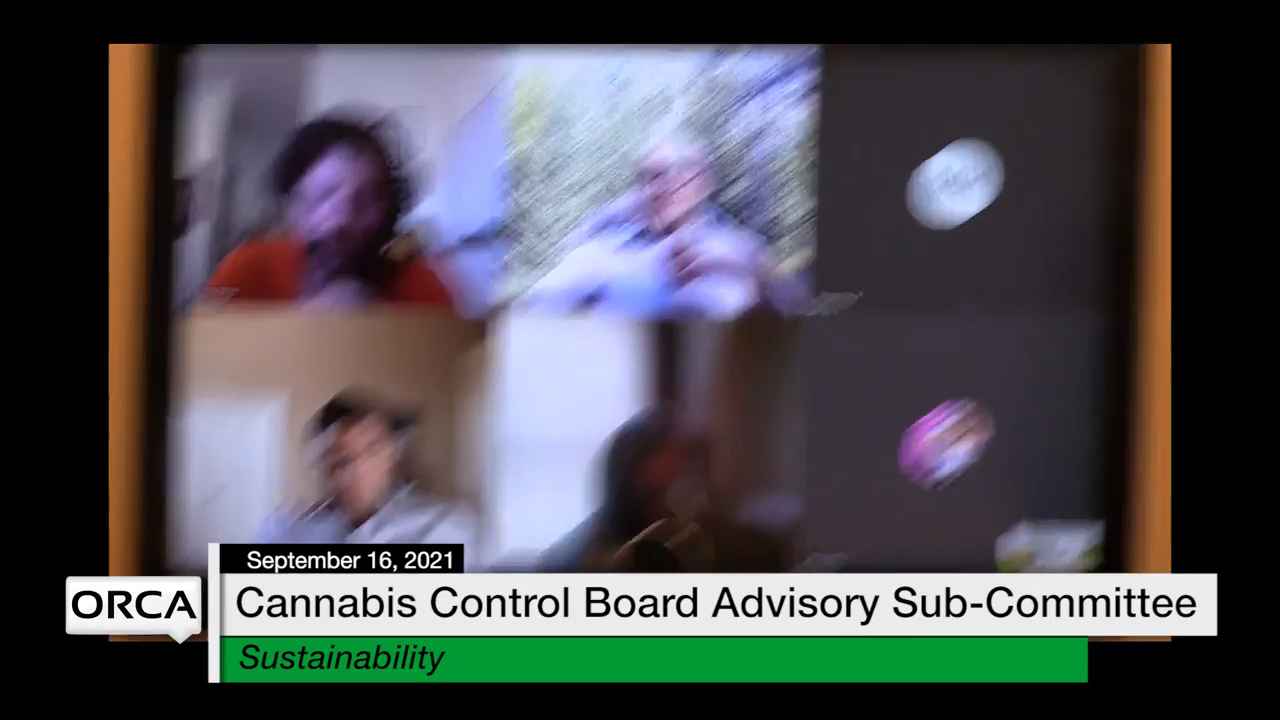 September 16, 2021
ORCA
Cannabis Control Board Advisory Sub-Committee
Sustainability